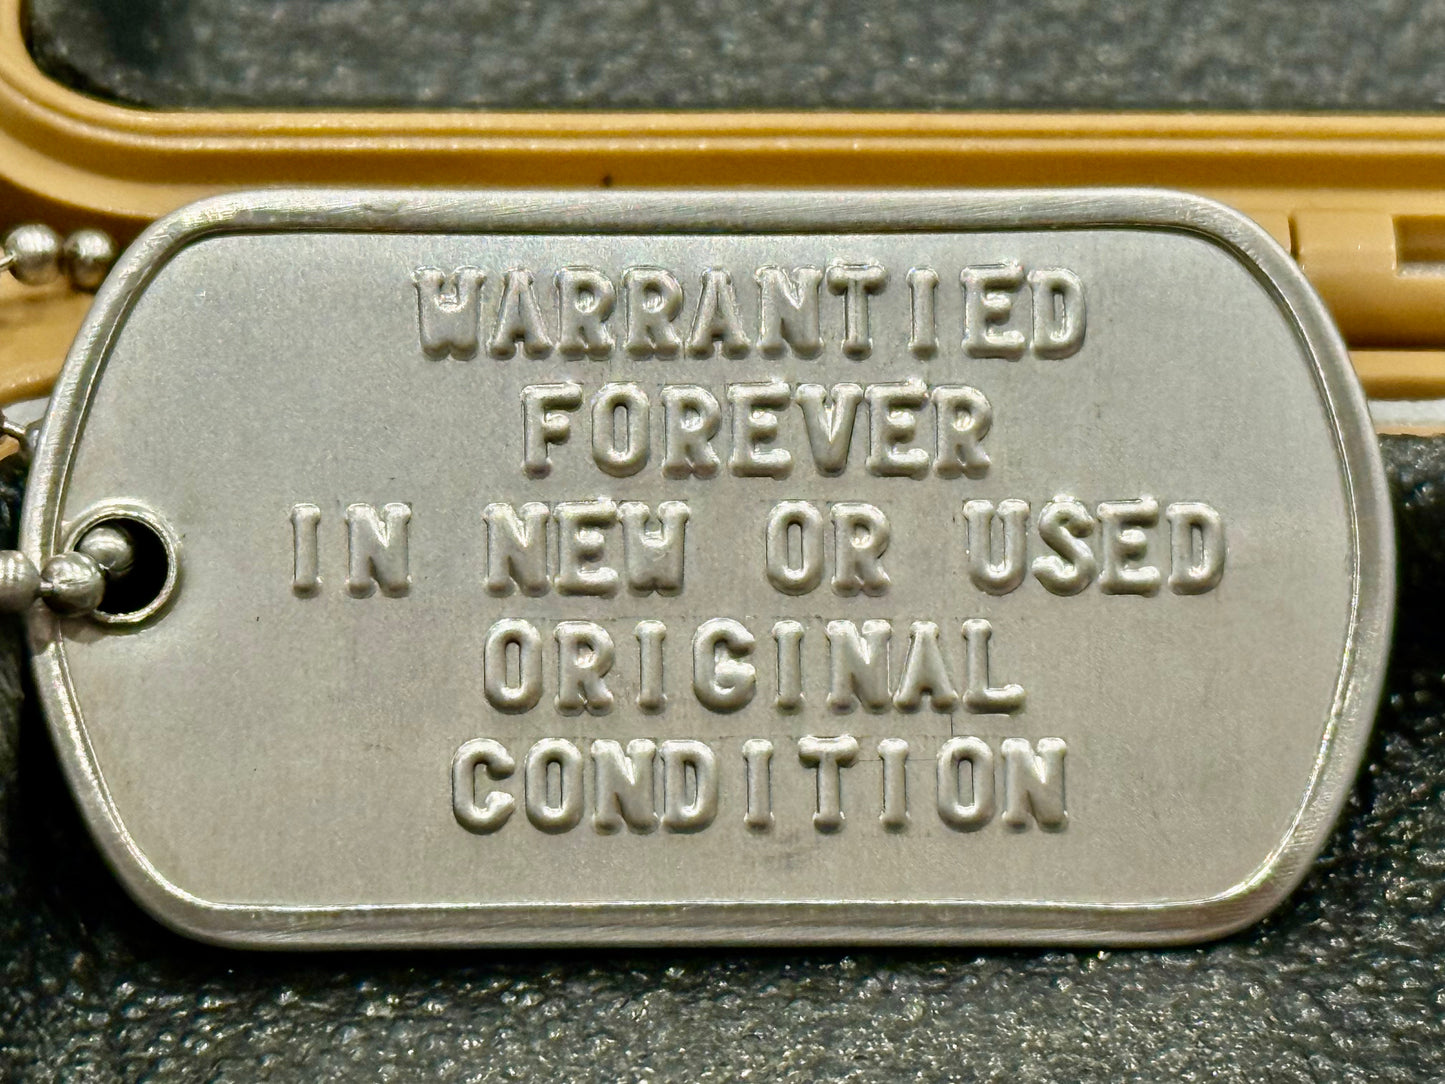 WARRANTIED
FOREVER
IN NEW OR USED
ORIGINAL
CONDITION